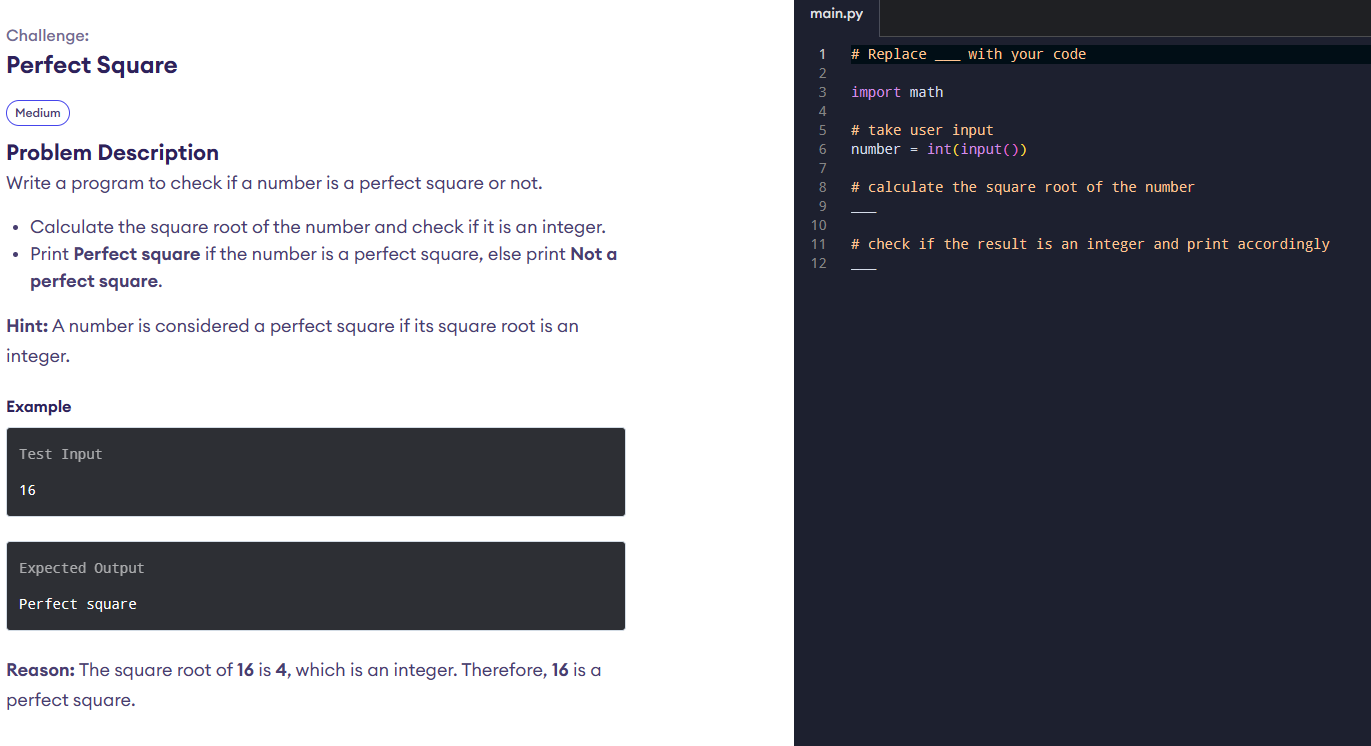 Challenge:
Perfect Square
Medium
Problem Description
Write a program to check if a number is a perfect square or not.
• Calculate the square root of the number and check if it is an integer.
• Print Perfect square if the number is a perfect square, else print Not a
perfect square.
Hint: A number is considered a perfect square if its square root is an
integer.
Example
Test Input
16
Expected Output
Perfect square
Reason: The square root of 16 is 4, which is an integer. Therefore, 16 is a
perfect square.
main.py
1 # Replace ___ with your code
2
3 import math
4
5 # take user input
6 number = int(input())
7
8 # calculate the square root of the number
9 ___
10
11 # check if the result is an integer and print accordingly
12 ___